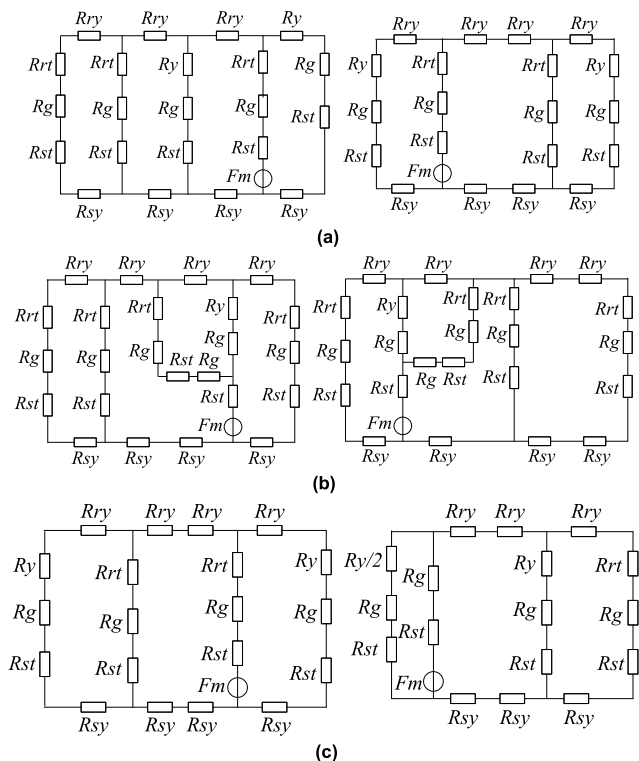 Rry Rry Rry Ry
Rrt Rrt Ry Rrt Rg
Rg Rg Rg Rg Rst
Rst Rst Rst Rst
Fm
Rsy Rsy Rsy Rsy
Rry Rry Rry Rry
Ry Rrt Rrt Ry
Rg Rg Rg Rg
Rst Rst Rst Rst
Fm
Rsy Rsy Rsy Rsy
(a)
Rry Rry Rry Rry
Rrt Rrt Rrt Ry Rrt
Rg Rg Rg Rg Rg
Rst Rg
Rst Rst Rst Rst
Fm
Rsy Rsy Rsy Rsy
Rry Rry Rry Rry
Rrt Ry Rrt Rrt Rrt
Rg Rg Rg Rg Rg
Rg Rst
Rst Rst Rst Rst
Fm
Rsy Rsy Rsy Rsy
(b)
Rry Rry Rry Rry
Ry Rrt Rrt Ry
Rg Rg Rg Rg
Rst Rst Rst Rst
Fm
Rsy Rsy Rsy Rsy
Rry Rry Rry
Ry/2 Rg Ry Rrt
Rg Rst Rg Rg
Rst Rst Rst
Fm
Rsy Rsy Rsy
(c)